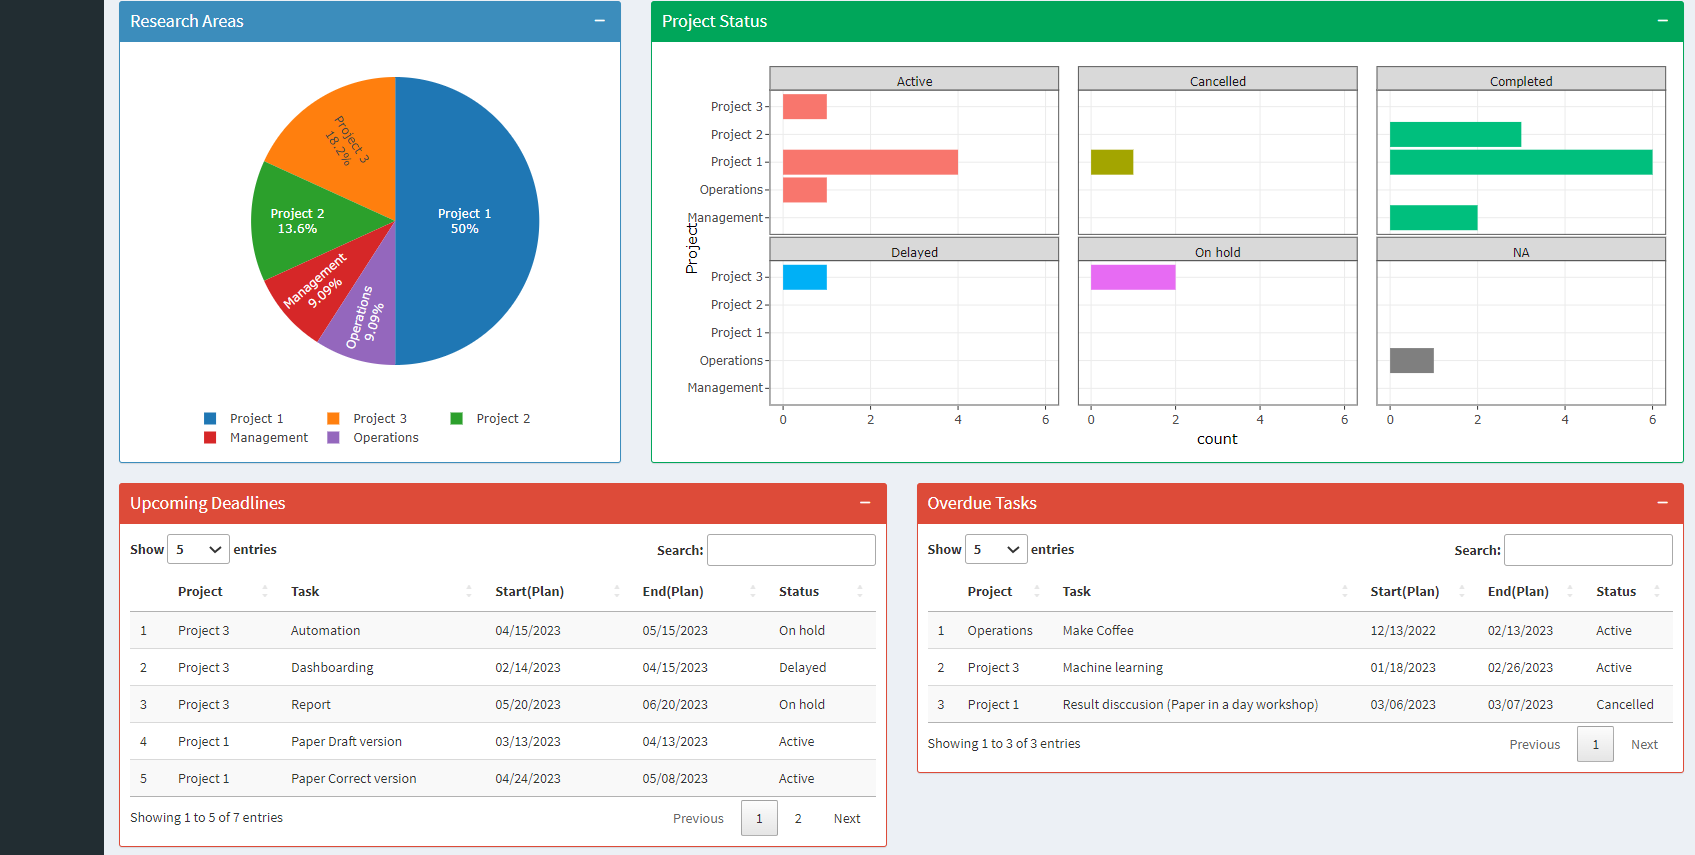 Research Areas
Project 1
50%
Project 3
18.2%
Project 2
13.6%
Management
9.09%
Operations
9.09%
Project 1 Project 3 Project 2
Management Operations
Project Status
Active Cancelled Completed
Project 3
Project 2
Project 1
Operations
Management
Project
Delayed On hold NA
Project 3
Project 2
Project 1
Operations
Management
0 2 4 6 0 2 4 6 0 2 4 6
count
Upcoming Deadlines
Show 5 entries Search:
Project Task Start(Plan) End(Plan) Status
1 Project 3 Automation 04/15/2023 05/15/2023 On hold
2 Project 3 Dashboarding 02/14/2023 04/15/2023 Delayed
3 Project 3 Report 05/20/2023 06/20/2023 On hold
4 Project 1 Paper Draft version 03/13/2023 04/13/2023 Active
5 Project 1 Paper Correct version 04/24/2023 05/08/2023 Active
Showing 1 to 5 of 7 entries Previous 1 2 Next
Overdue Tasks
Show 5 entries Search:
Project Task Start(Plan) End(Plan) Status
1 Operations Make Coffee 12/13/2022 02/13/2023 Active
2 Project 3 Machine learning 01/18/2023 02/26/2023 Active
3 Project 1 Result disccusion (Paper in a day workshop) 03/06/2023 03/07/2023 Cancelled
Showing 1 to 3 of 3 entries Previous 1 Next